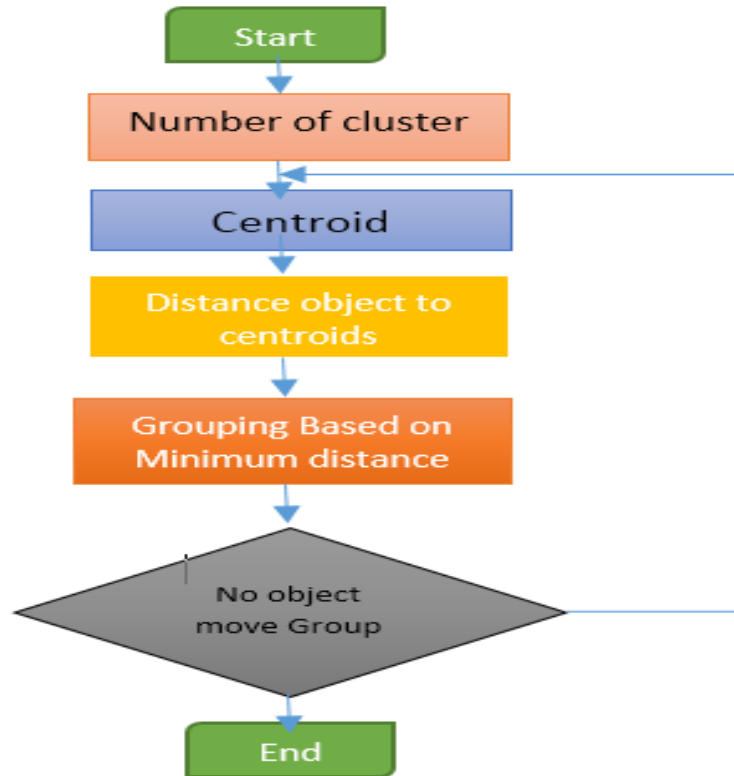 Start
Number of cluster
Centroid
Distance object to
centroids
Grouping Based on
Minimum distance
No object
move Group
End